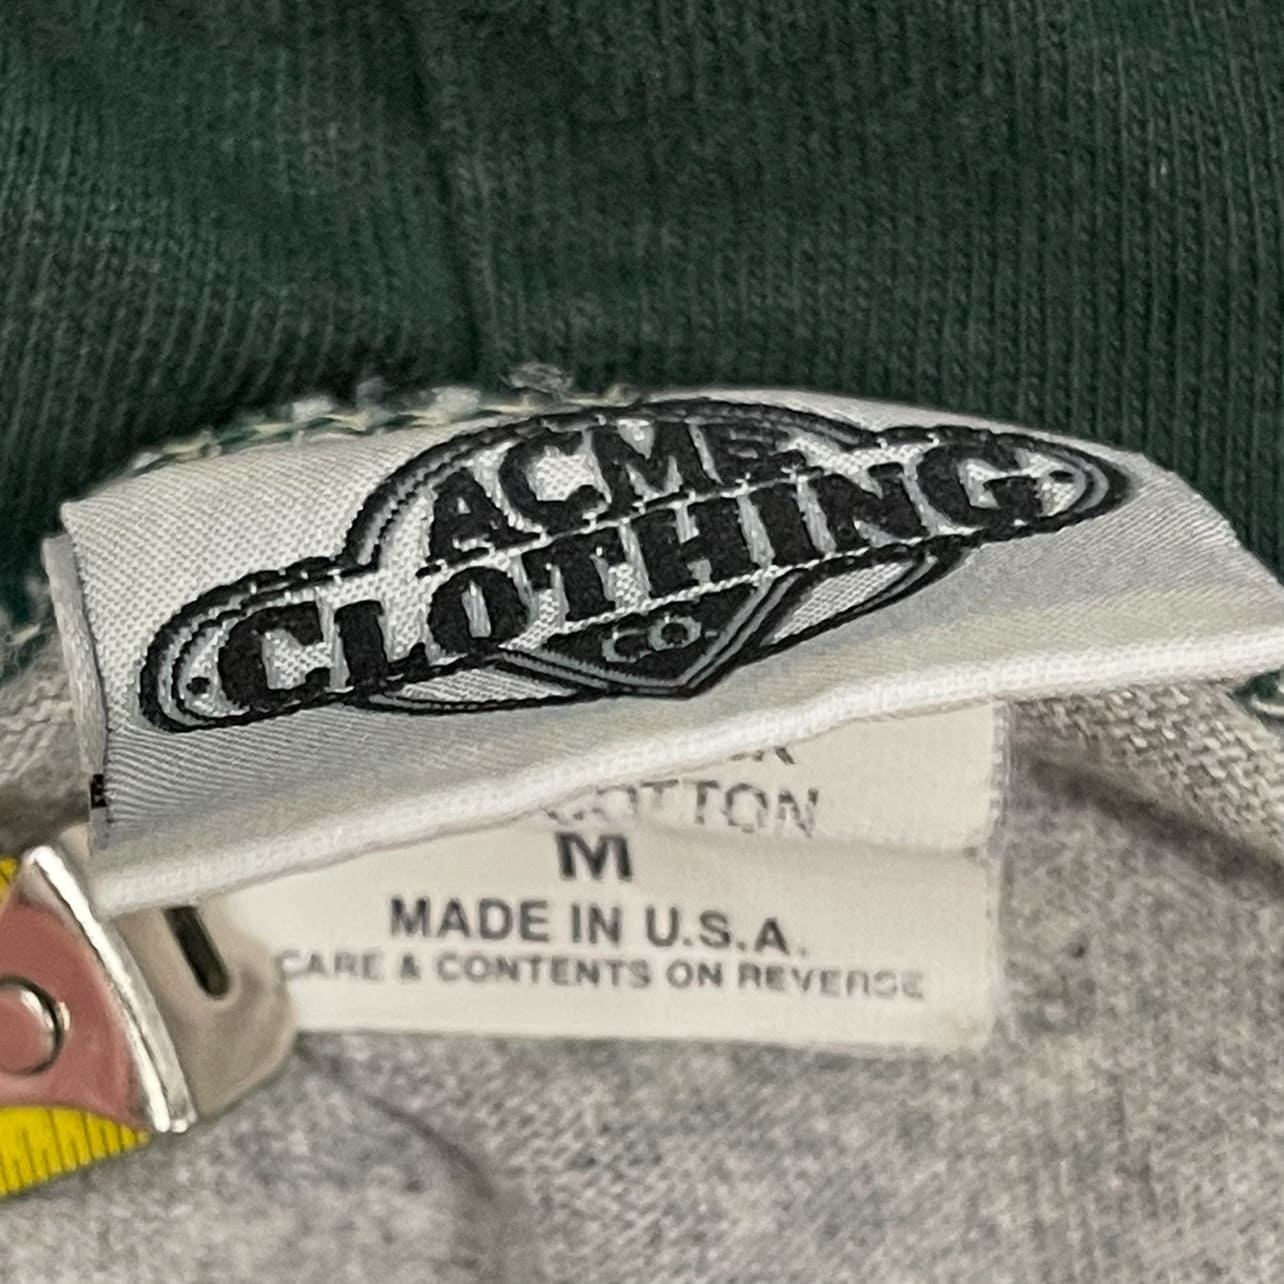 ACME
CLOTHING
CO.
COTTON
M
MADE IN U.S.A.
CARE & CONTENTS ON REVERSE